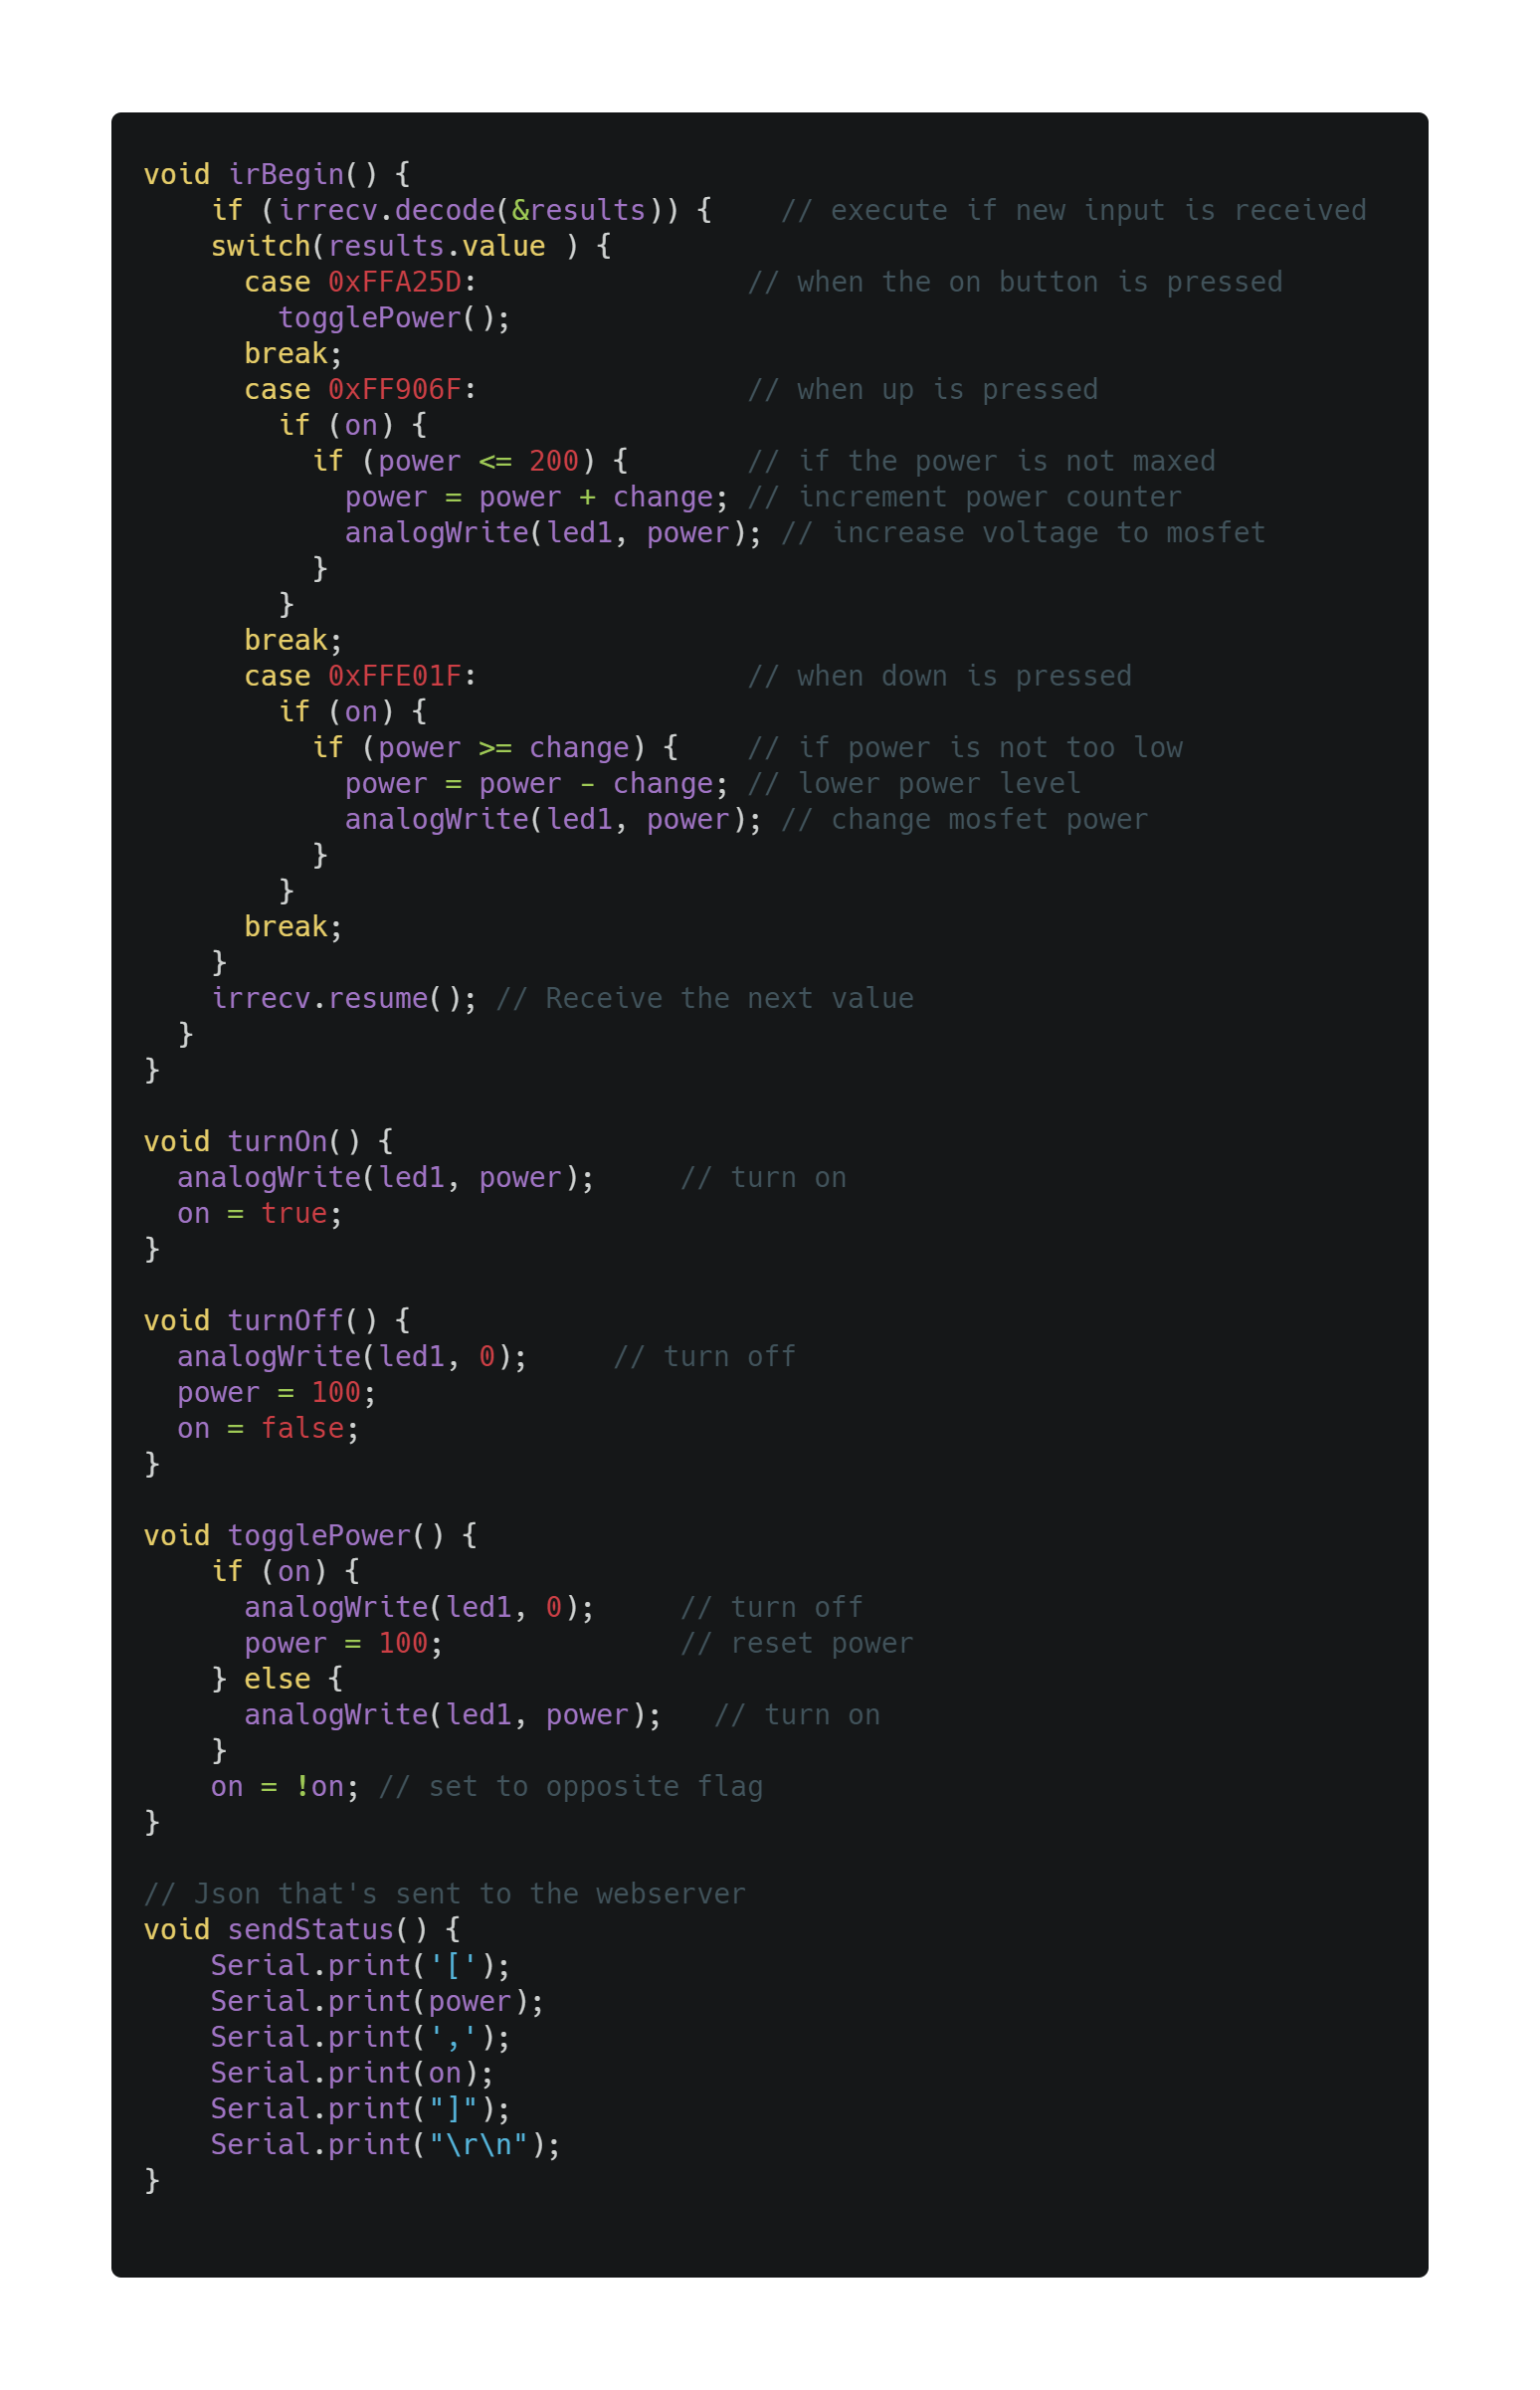 void irBegin() {
    if (irrecv.decode(&results)) {    // execute if new input is received
    switch(results.value ) {
      case 0xFFA25D:                // when the on button is pressed
        togglePower();
      break;
      case 0xFF906F:                // when up is pressed
        if (on) {
          if (power <= 200) {       // if the power is not maxed
            power = power + change; // increment power counter
            analogWrite(led1, power); // increase voltage to mosfet
          }
        }
      break;
      case 0xFFE01F:                // when down is pressed
        if (on) {
          if (power >= change) {    // if power is not too low
            power = power - change; // lower power level
            analogWrite(led1, power); // change mosfet power
          }
        }
      break;
    }
    irrecv.resume(); // Receive the next value
  }
}

void turnOn() {
  analogWrite(led1, power);     // turn on
  on = true;
}

void turnOff() {
  analogWrite(led1, 0);     // turn off
  power = 100;
  on = false;
}

void togglePower() {
    if (on) {
      analogWrite(led1, 0);     // turn off
      power = 100;              // reset power
    } else {
      analogWrite(led1, power);   // turn on
    }
    on = !on; // set to opposite flag
}

// Json that's sent to the webserver
void sendStatus() {
    Serial.print('[');
    Serial.print(power);
    Serial.print(',');
    Serial.print(on);
    Serial.print("]");
    Serial.print("\r\n");
}